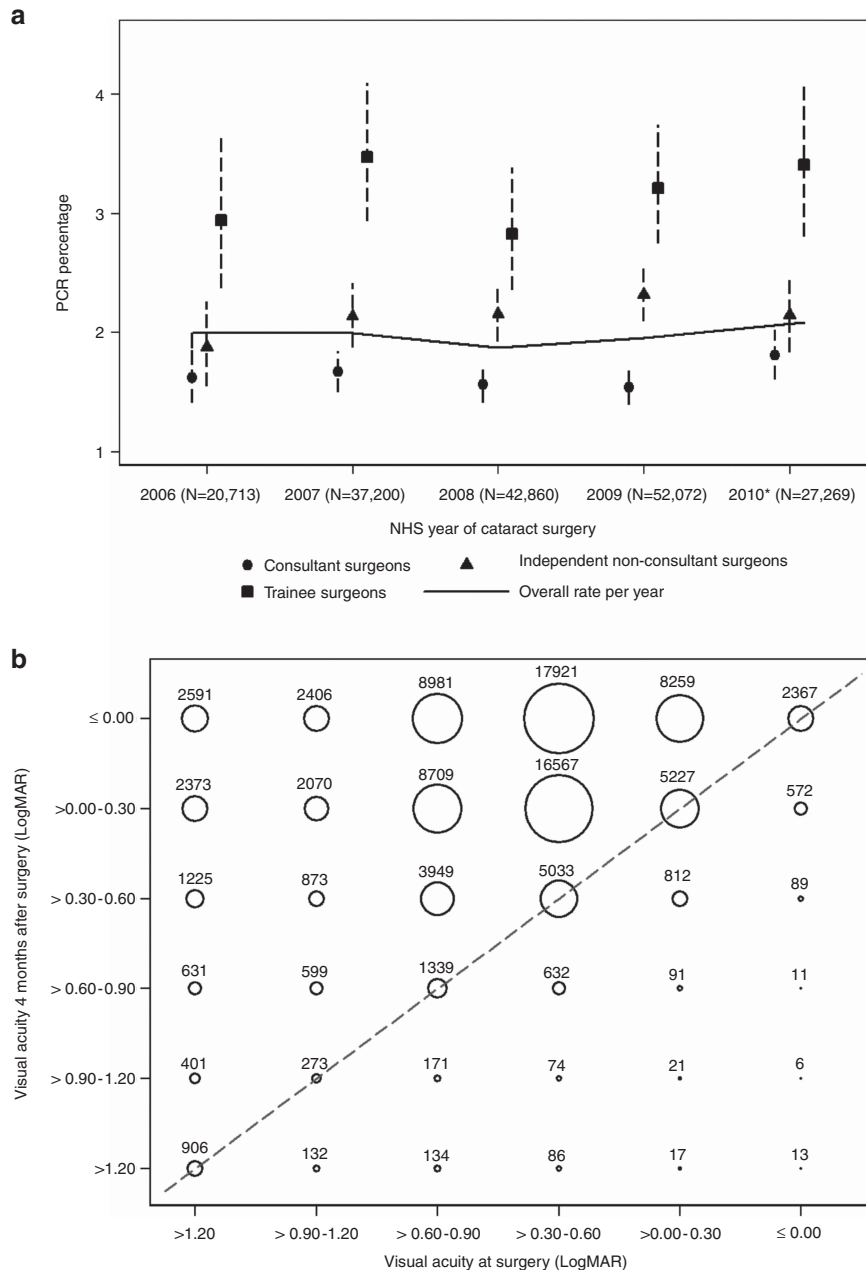 a
4
3
2
1
PCR percentage
2006 (N=20,713) 2007 (N=37,200) 2008 (N=42,860) 2009 (N=52,072) 2010* (N=27,269)
NHS year of cataract surgery
Consultant surgeons Independent non-consultant surgeons
Trainee surgeons Overall rate per year
b
Visual acuity 4 months after surgery (LogMAR)
2591 2406 8981 17921 8259 2367
≤ 0.00
2373 2070 8709 16567 5227 572
>0.00-0.30
1225 873 3949 5033 812 89
> 0.30-0.60
631 599 1339 632 91 11
> 0.60-0.90
401 273 171 74 21 6
> 0.90-1.20
906 132 134 86 17 13
>1.20
>1.20 > 0.90-1.20 > 0.60-0.90 > 0.30-0.60 >0.00-0.30 ≤ 0.00
Visual acuity at surgery (LogMAR)